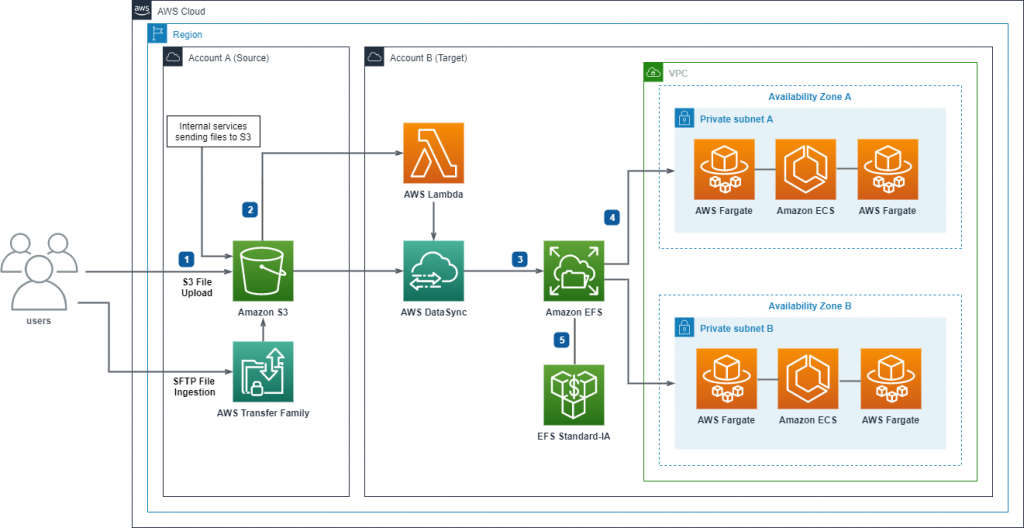 aws
AWS Cloud
Region
Account A (Source)
Account B (Target)
VPC
Availability Zone A
Private subnet A
Internal services
sending files to S3
AWS Lambda
AWS Fargate
Amazon ECS
AWS Fargate
2
4
1
S3 File
Upload
3
users
Amazon S3
AWS DataSync
Amazon EFS
5
SFTP File
Ingestion
AWS Transfer Family
$
EFS Standard-IA
Availability Zone B
Private subnet B
AWS Fargate
Amazon ECS
AWS Fargate